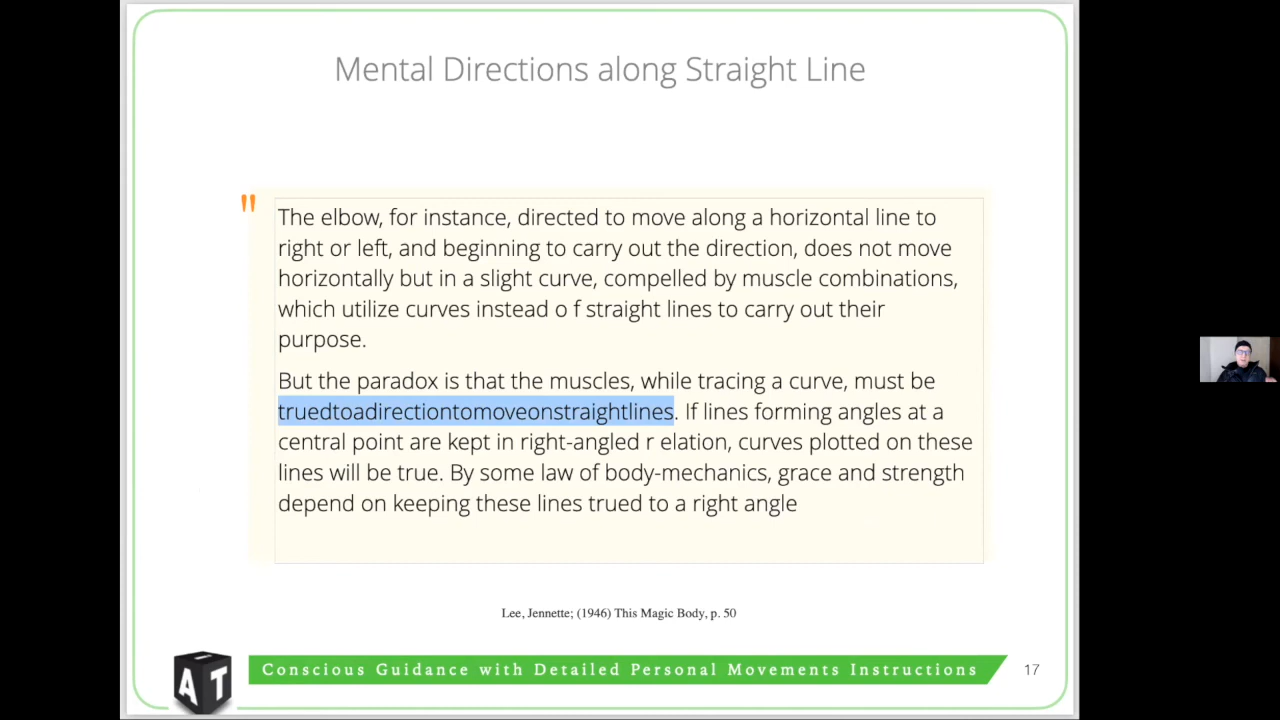 Mental Directions along Straight Line
"
The elbow, for instance, directed to move along a horizontal line to
right or left, and beginning to carry out the direction, does not move
horizontally but in a slight curve, compelled by muscle combinations,
which utilize curves instead o f straight lines to carry out their
purpose.
But the paradox is that the muscles, while tracing a curve, must be
truedtoadirectiontomoveonstraightlines. If lines forming angles at a
central point are kept in right-angled r elation, curves plotted on these
lines will be true. By some law of body-mechanics, grace and strength
depend on keeping these lines trued to a right angle
Lee, Jennette; (1946) This Magic Body, p. 50
AT
Conscious Guidance with Detailed Personal Movements Instructions
17